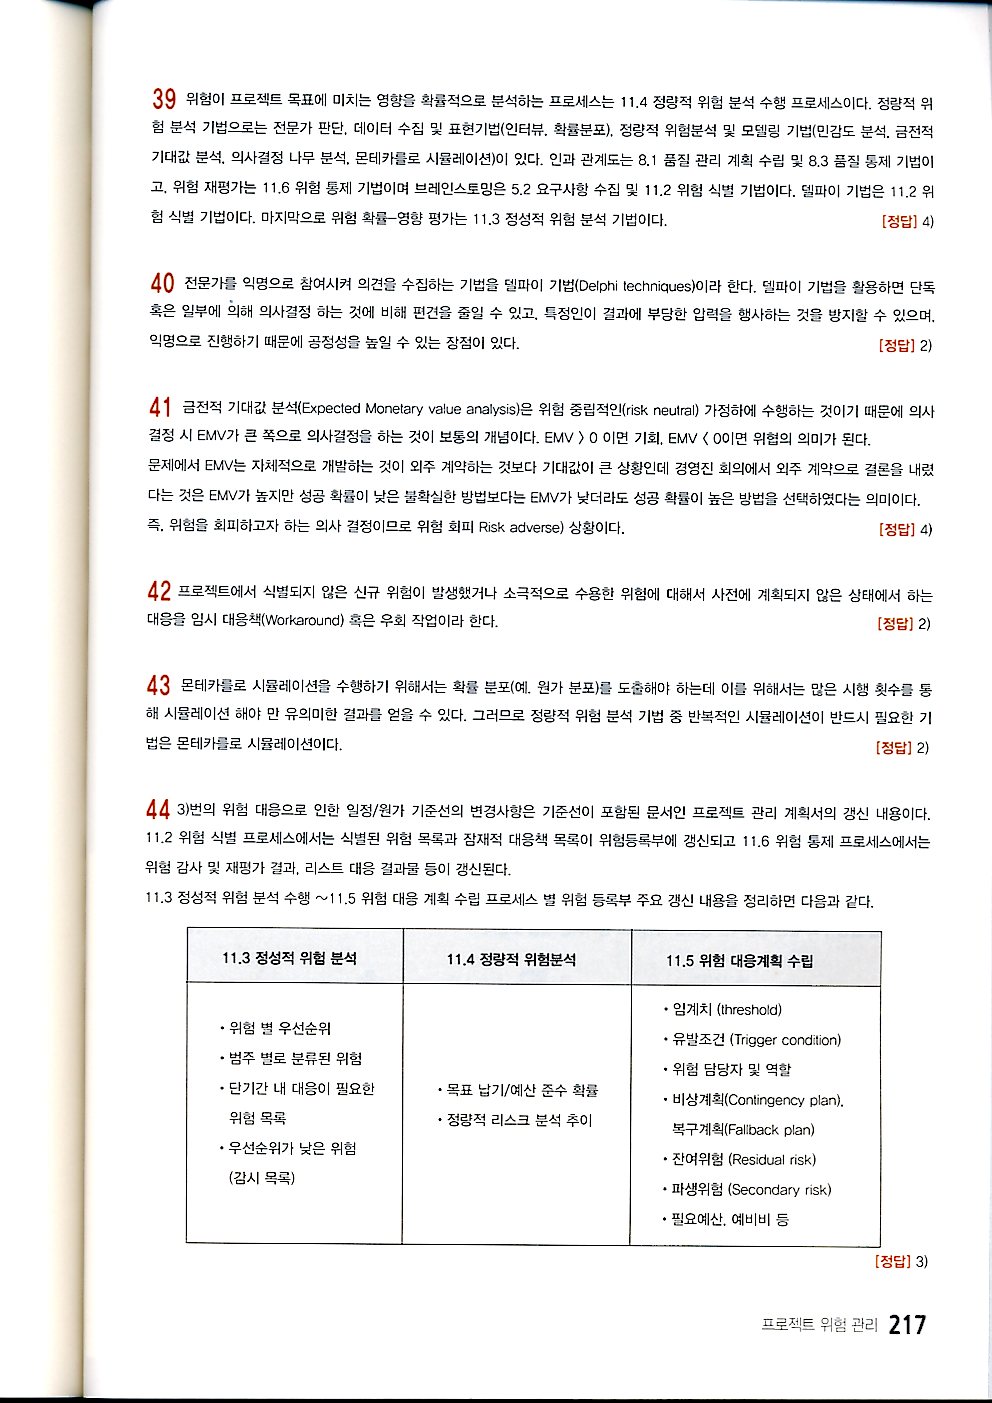 39 위험이 프로젝트 목표에 미치는 영향을 확률적으로 분석하는 프로세스는 11.4 정량적 위험 분석 수행 프로세스이다. 정량적 위
험 분석 기법으로는 전문가 판단, 데이터 수집 및 표현기법(인터뷰, 확률분포), 정량적 위험분석 및 모델링 기법(민감도 분석, 금전적
기대값 분석, 의사결정 나무 분석, 몬테카를로 시뮬레이션)이 있다. 인과 관계도는 8.1 품질 관리 계획 수립 및 8.3 품질 통제 기법이
고, 위험 재평가는 11.6 위험 통제 기법이며 브레인스토밍은 5.2 요구사항 수집 및 11.2 위험 식별 기법이다. 델파이 기법은 11.2 위
험 식별 기법이다. 마지막으로 위험 확률-영향 평가는 11.3 정성적 위험 분석 기법이다. [정답] 4)
40 전문가를 익명으로 참여시켜 의견을 수집하는 기법을 델파이 기법(Delphi techniques)이라 한다. 델파이 기법을 활용하면 단독
혹은 일부에 의해 의사결정 하는 것에 비해 편견을 줄일 수 있고, 특정인이 결과에 부당한 압력을 행사하는 것을 방지할 수 있으며,
익명으로 진행하기 때문에 공정성을 높일 수 있는 장점이 있다. [정답] 2)
41 금전적 기대값 분석(Expected Monetary value analysis)은 위험 중립적인(risk neutral) 가정하에 수행하는 것이기 때문에 의사
결정 시 EMV가 큰 쪽으로 의사결정을 하는 것이 보통의 개념이다. EMV > 0 이면 기회, EMV < 0이면 위협의 의미가 된다.
문제에서 EMV는 자체적으로 개발하는 것이 외주 계약하는 것보다 기대값이 큰 상황인데 경영진 회의에서 외주 계약으로 결론을 내렸
다는 것은 EMV가 높지만 성공 확률이 낮은 불확실한 방법보다는 EMV가 낮더라도 성공 확률이 높은 방법을 선택하였다는 의미이다.
즉, 위험을 회피하고자 하는 의사 결정이므로 위험 회피 Risk adverse) 상황이다. [정답] 4)
42 프로젝트에서 식별되지 않은 신규 위험이 발생했거나 소극적으로 수용한 위험에 대해서 사전에 계획되지 않은 상태에서 하는
대응을 임시 대응책(Workaround) 혹은 우회 작업이라 한다. [정답] 2)
43 몬테카를로 시뮬레이션을 수행하기 위해서는 확률 분포(예, 원가 분포)를 도출해야 하는데 이를 위해서는 많은 시행 횟수를 통
해 시뮬레이션 해야 만 유의미한 결과를 얻을 수 있다. 그러므로 정량적 위험 분석 기법 중 반복적인 시뮬레이션이 반드시 필요한 기
법은 몬테카를로 시뮬레이션이다. [정답] 2)
44 3)번의 위험 대응으로 인한 일정/원가 기준선의 변경사항은 기준선이 포함된 문서인 프로젝트 관리 계획서의 갱신 내용이다.
11.2 위험 식별 프로세스에서는 식별된 위험 목록과 잠재적 대응책 목록이 위험등록부에 갱신되고 11.6 위험 통제 프로세스에서는
위험 감사 및 재평가 결과, 리스트 대응 결과물 등이 갱신된다.
11.3 정성적 위험 분석 수행 ~11.5 위험 대응 계획 수립 프로세스 별 위험 등록부 주요 갱신 내용을 정리하면 다음과 같다.
11.3 정성적 위험 분석
• 위험 별 우선순위
• 범주 별로 분류된 위험
• 단기간 내 대응이 필요한
위험 목록
• 우선순위가 낮은 위험
(감시 목록)
11.4 정량적 위험분석
• 목표 납기/예산 준수 확률
• 정량적 리스크 분석 추이
11.5 위험 대응계획 수립
• 임계치 (threshold)
• 유발조건 (Trigger condition)
• 위험 담당자 및 역할
• 비상계획(Contingency plan),
복구계획(Fallback plan)
• 잔여위험 (Residual risk)
• 파생위험 (Secondary risk)
• 필요예산, 예비비 등
[정답] 3)
프로젝트 위험 관리 217